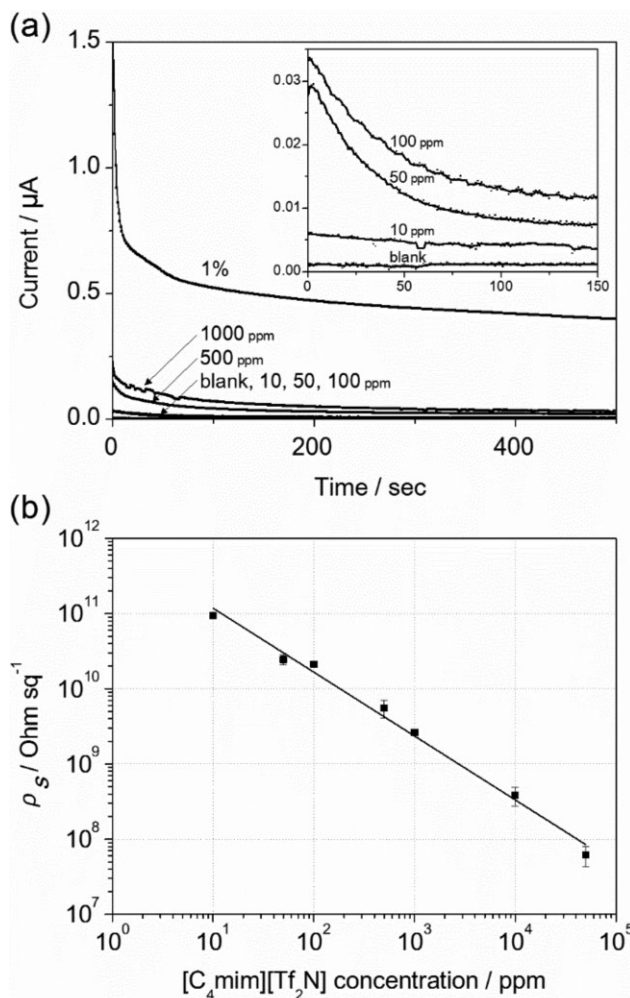 (a)
1.5
1.0
0.5
0.0
Current / μA
0.03
0.02
0.01
0.00
0
50
100
150
100 ppm
50 ppm
10 ppm
blank
1%
1000 ppm
500 ppm
blank, 10, 50, 100 ppm
0
200
400
Time / sec
(b)
10¹²
10¹¹
10¹⁰
10⁹
10⁸
10⁷
ρₛ / Ohm sq⁻¹
10⁰
10¹
10²
10³
10⁴
10⁵
[C₄mim][Tf₂N] concentration / ppm